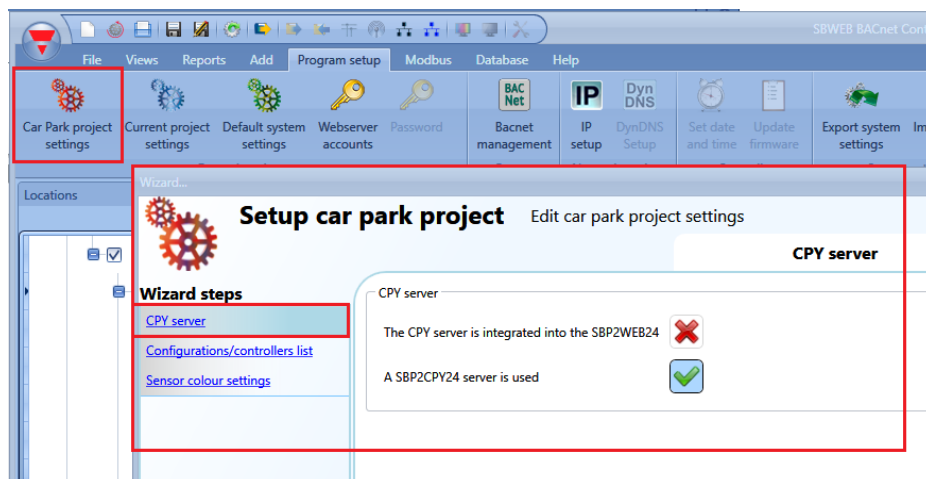 SBWEB BACnet Cont
File Views Reports Add Program setup Modbus Database Help
BAC
Net
IP
Dyn
DNS
Car Park project
settings
Current project
settings
Default system
settings
Webserver
accounts
Password
Bacnet
management
IP
setup
DynDNS
Setup
Set date
and time
Update
firmware
Export system
settings
Im
Locations
Wizard...
Setup car park project Edit car park project settings
CPY server
Wizard steps
CPY server
Configurations/controllers list
Sensor colour settings
CPY server
The CPY server is integrated into the SBP2WEB24
A SBP2CPY24 server is used